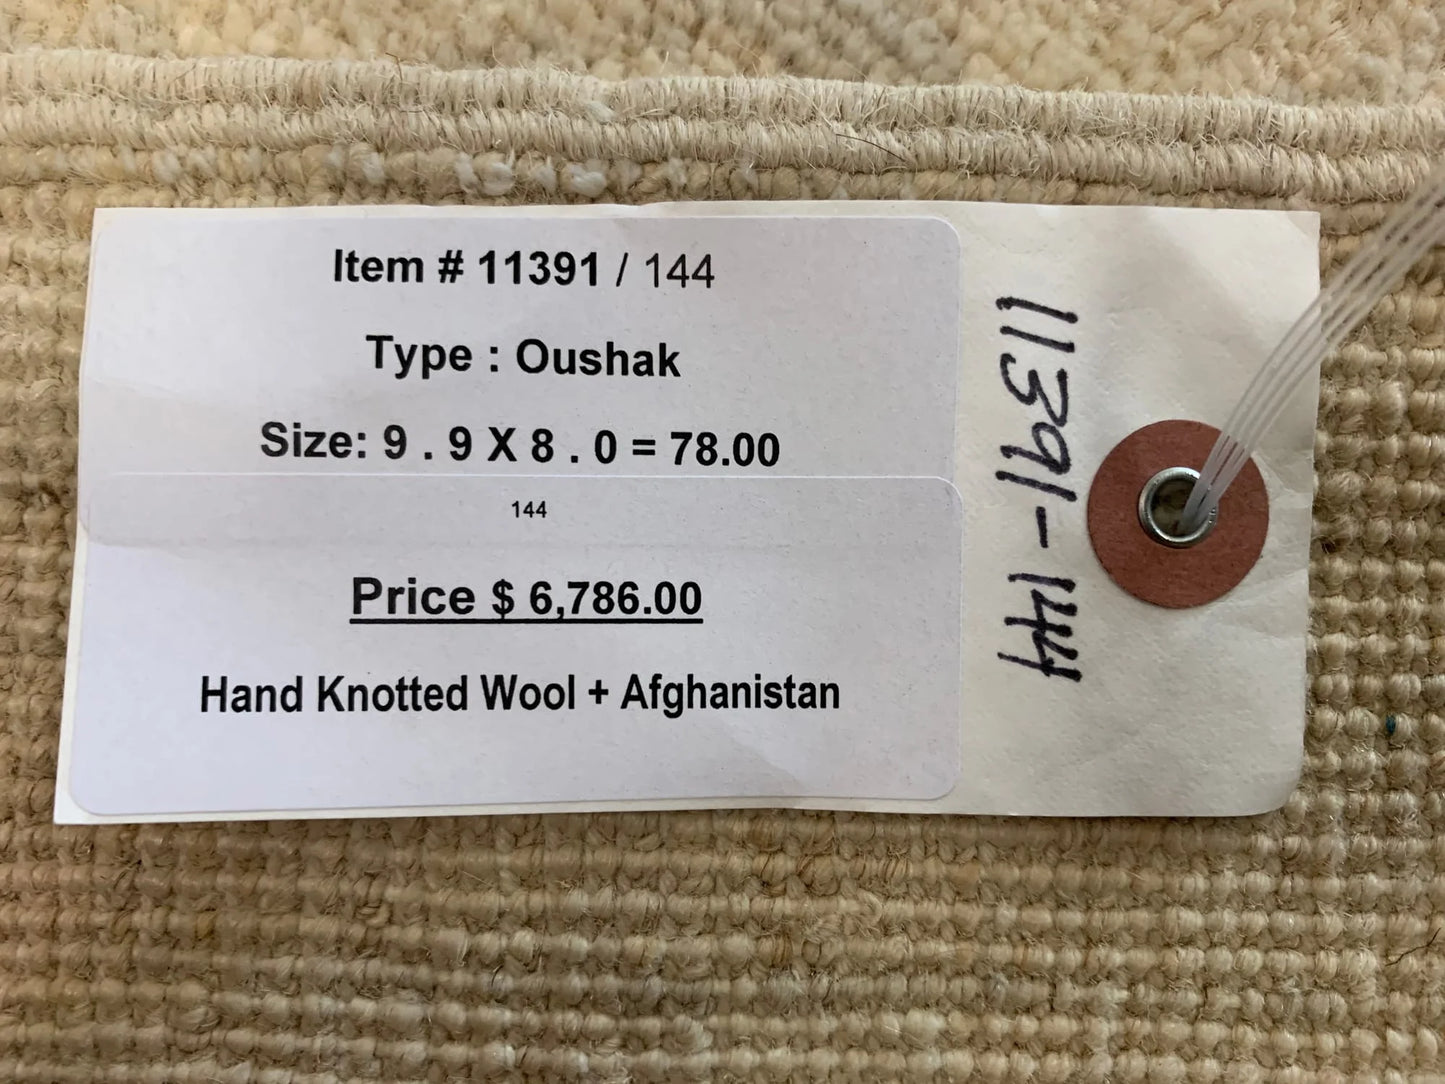 Item # 11391 / 144
Type : Oushak
Size: 9 . 9 X 8 . 0 = 78.00
144
Price $ 6,786.00
Hand Knotted Wool + Afghanistan
11391-144